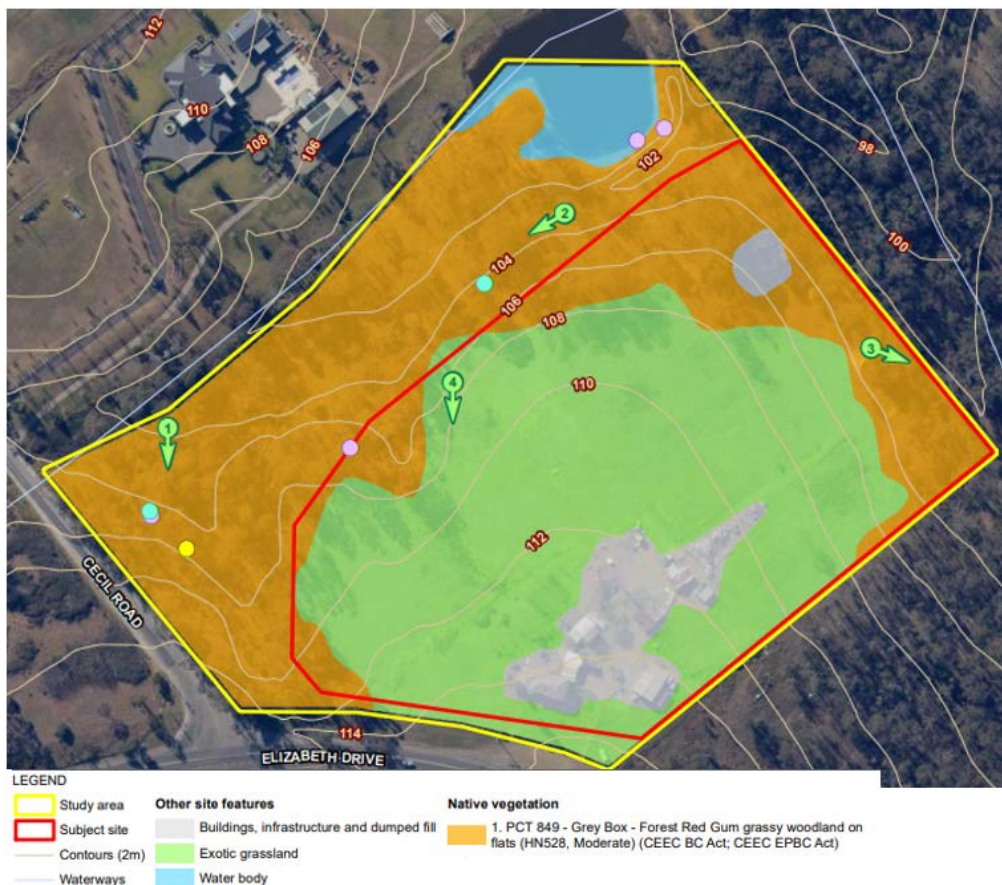 112
110
108
106
98
102
100
2
104
106
108
3
4
110
1
112
CECIL ROAD
114
ELIZABETH DRIVE
LEGEND
Study area
Subject site
Contours (2m)
Waterways
Other site features
Buildings, infrastructure and dumped fill
Exotic grassland
Water body
Native vegetation
1. PCT 849 - Grey Box - Forest Red Gum grassy woodland on
flats (HN528, Moderate) (CEEC BC Act; CEEC EPBC Act)